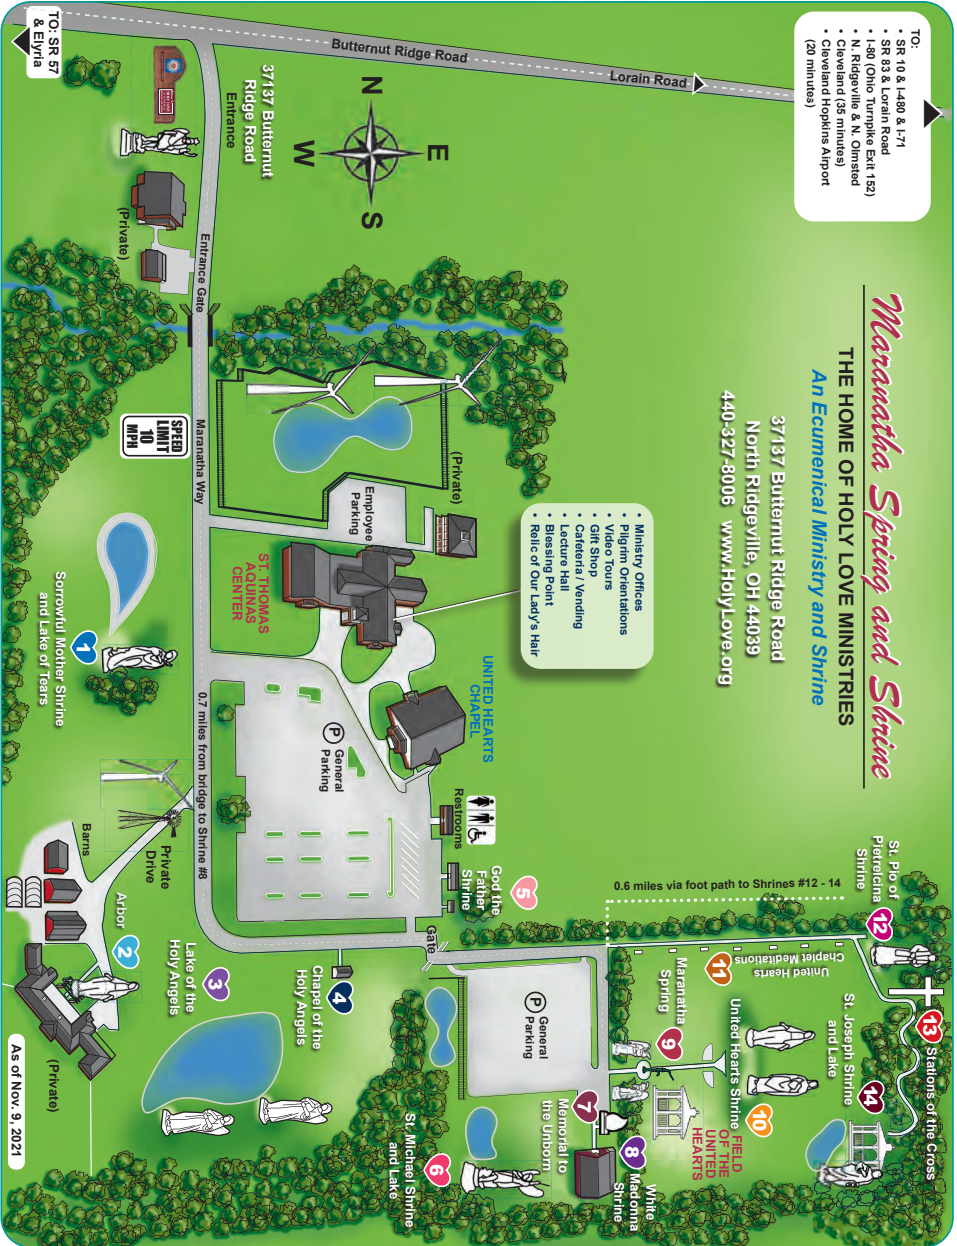 Maranatha Spring and Shrine
THE HOME OF HOLY LOVE MINISTRIES
An Ecumenical Ministry and Shrine
37137 Butternut Ridge Road
North Ridgeville, OH 44039
440-327-8006 www.HolyLove.org
TO:
• SR 10 & I-480 & I-71
• SR 83 & Lorain Road
• I-80 (Ohio Turnpike Exit 152)
• N. Ridgeville & N. Olmsted
• Cleveland (35 minutes)
• Cleveland Hopkins Airport
(20 minutes)
Lorain Road
Butternut Ridge Road
TO: SR 57
& Elyria
N
E
S
W
37137 Butternut
Ridge Road
Entrance
(Private)
Entrance Gate
Maranatha Way
SPEED
LIMIT
10
MPH
(Private)
Employee
Parking
ST. THOMAS
AQUINAS
CENTER
• Ministry Offices
• Pilgrim Orientations
• Video Tours
• Gift Shop
• Cafeteria / Vending
• Lecture Hall
• Blessing Point
Relic of Our Lady's Hair
UNITED HEARTS
CHAPEL
P
General
Parking
Restrooms
5
God the
Father
Shrine
Gate
0.7 miles from bridge to Shrine #8
1
Sorrowful Mother Shrine
and Lake of Tears
Private
Drive
Barns
Arbor
2
3
Lake of the
Holy Angels
4
Chapel of the
Holy Angels
(Private)
As of Nov. 9, 2021
P
General
Parking
6
St. Michael Shrine
and Lake
7
Memorial to
the Unborn
8
White
Madonna
Shrine
FIELD
OF THE
UNITED
HEARTS
9
Maranatha
Spring
10
United Hearts Shrine
11
United Hearts
Chaplet Meditations
0.6 miles via foot path to Shrines #12 - 14
12
St. Pio of
Pietrelcina
Shrine
13
Stations of the Cross
14
St. Joseph Shrine
and Lake